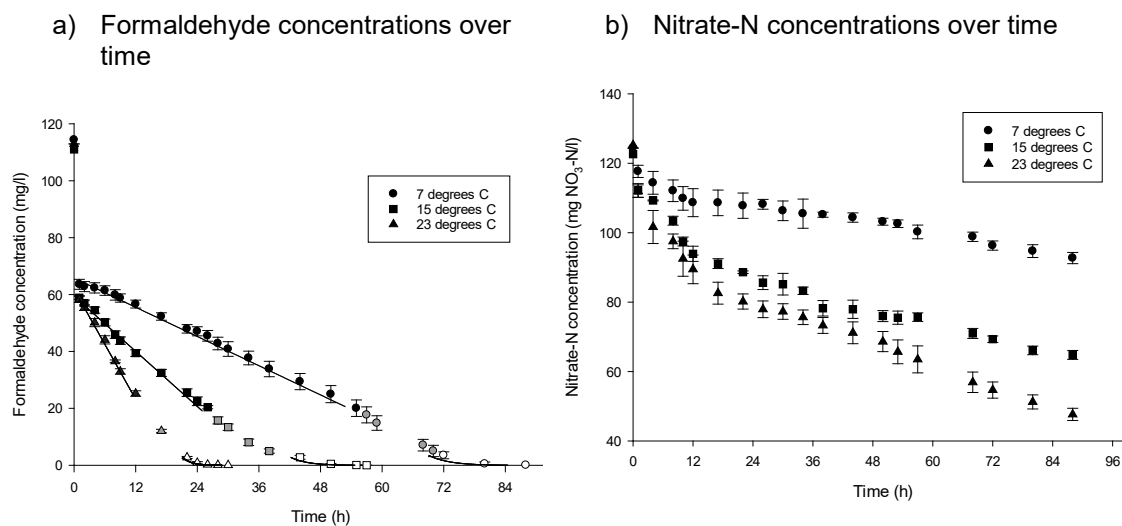 a) Formaldehyde concentrations over
time
Formaldehyde concentration (mg/l)
120
100
80
60
40
20
0
7 degrees C
15 degrees C
23 degrees C
0 12 24 36 48 60 72 84
Time (h)
b) Nitrate-N concentrations over time
Nitrate-N concentration (mg NO₃-N/l)
140
120
100
80
60
40
7 degrees C
15 degrees C
23 degrees C
0 12 24 36 48 60 72 84 96
Time (h)